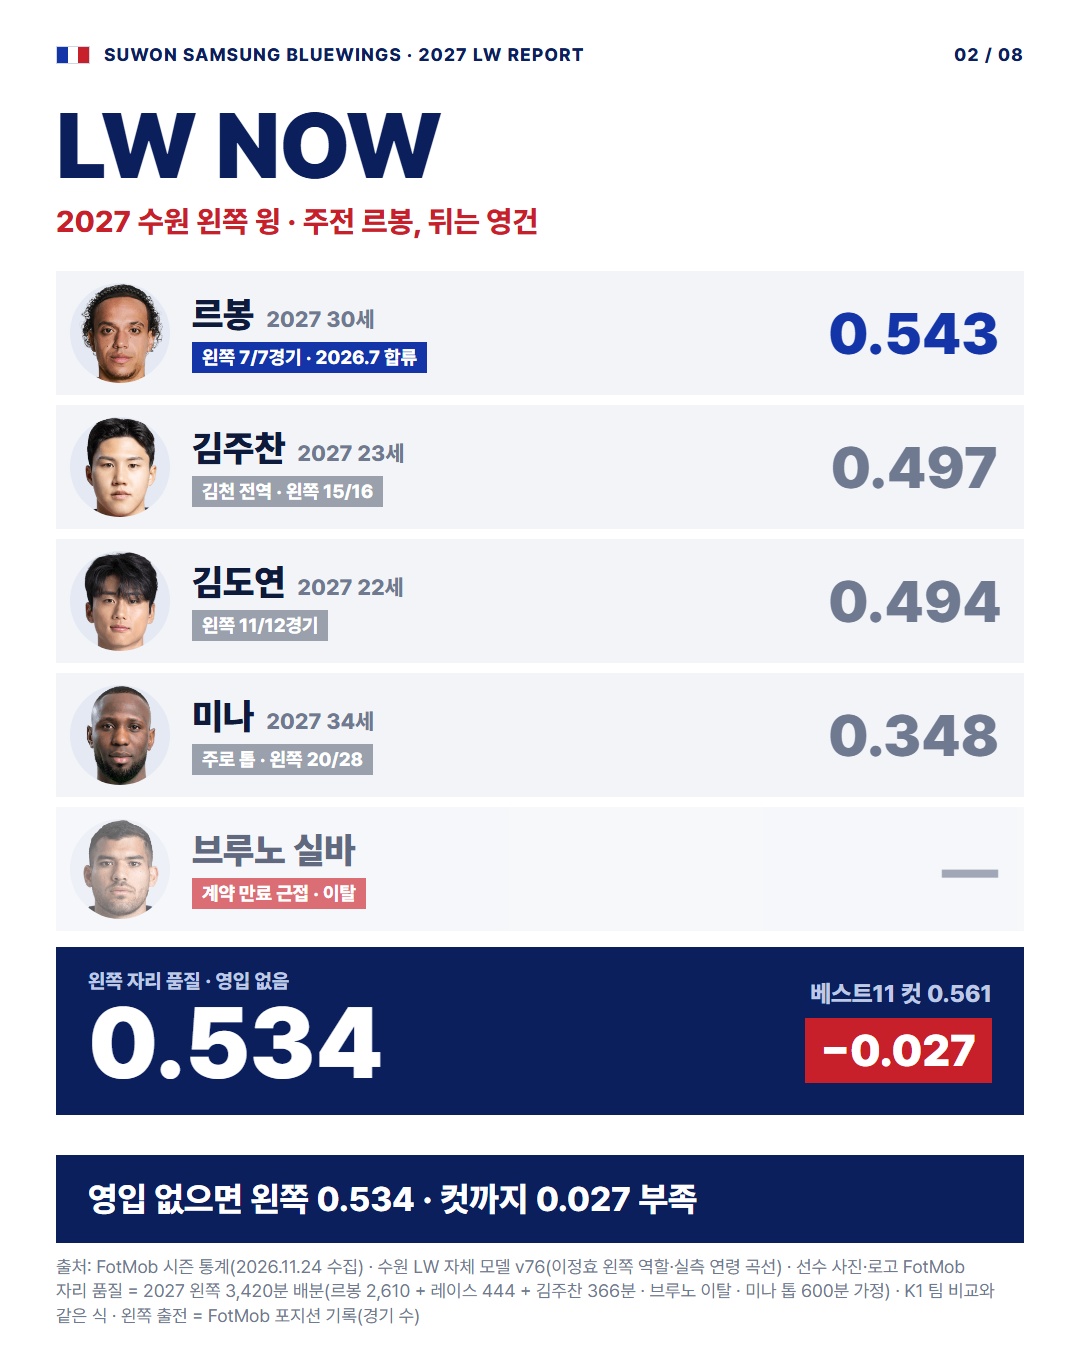 SUWON SAMSUNG BLUEWINGS · 2027 LW REPORT
02 / 08
LW NOW
2027 수원 왼쪽 윙 · 주전 르봉, 뒤는 영건
르봉 2027 30세
왼쪽 7/7경기 · 2026.7 합류
0.543
김주찬 2027 23세
김천 전역 · 왼쪽 15/16
0.497
김도연 2027 22세
왼쪽 11/12경기
0.494
미나 2027 34세
주로 톱 · 왼쪽 20/28
0.348
브루노 실바
계약 만료 근접 · 이탈
—
왼쪽 자리 품질 · 영입 없음
0.534
베스트11 컷 0.561
−0.027
영입 없으면 왼쪽 0.534 · 컷까지 0.027 부족
출처: FotMob 시즌 통계(2026.11.24 수집) · 수원 LW 자체 모델 v76(이정효 왼쪽 역할·실측 연령 곡선) · 선수 사진·로고 FotMob
자리 품질 = 2027 왼쪽 3,420분 배분(르봉 2,610 + 레이스 444 + 김주찬 366분 · 브루노 이탈 · 미나 톱 600분 가정) · K1 팀 비교와
같은 식 · 왼쪽 출전 = FotMob 포지션 기록(경기 수)